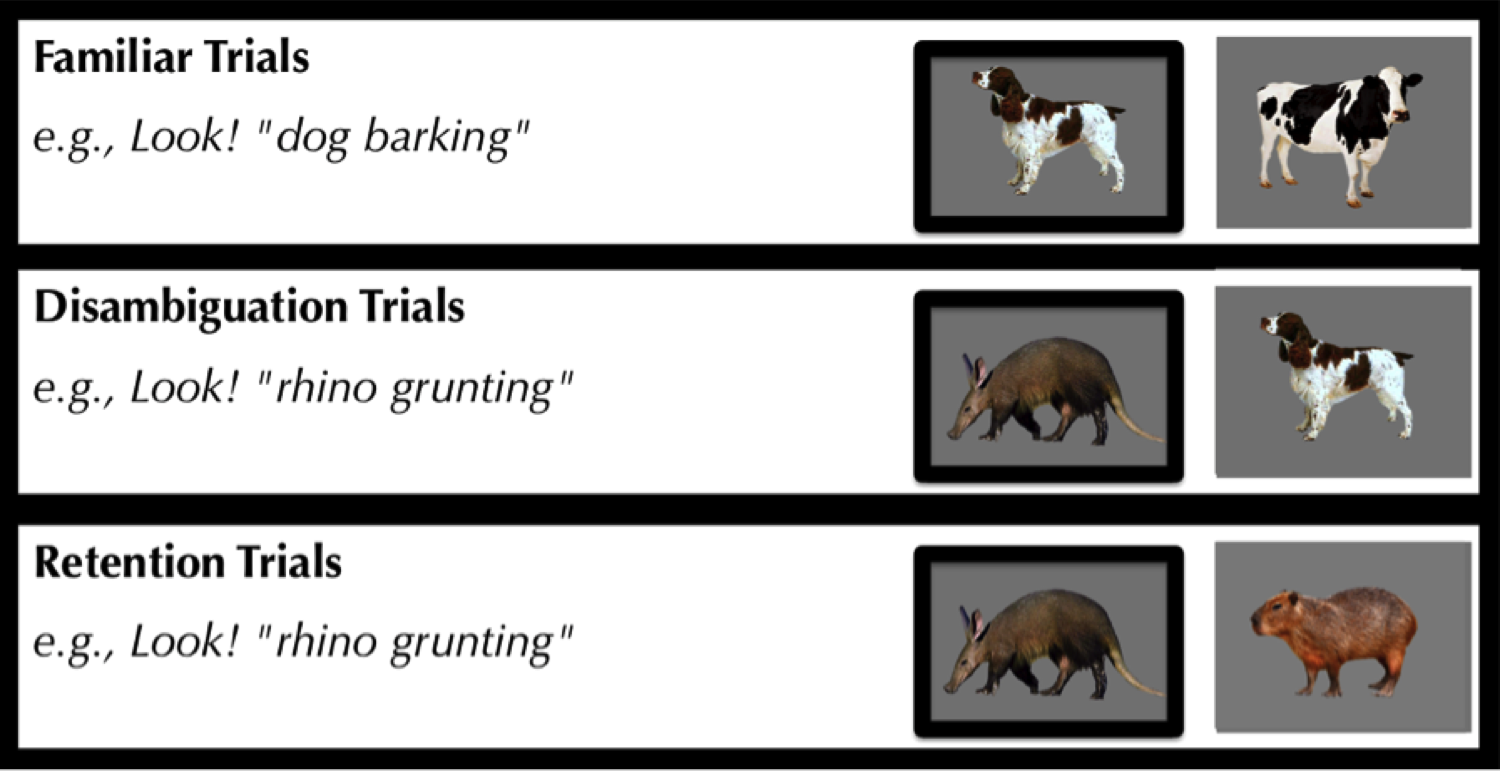 Familiar Trials
e.g., Look! "dog barking"
Disambiguation Trials
e.g., Look! "rhino grunting"
Retention Trials
e.g., Look! "rhino grunting"